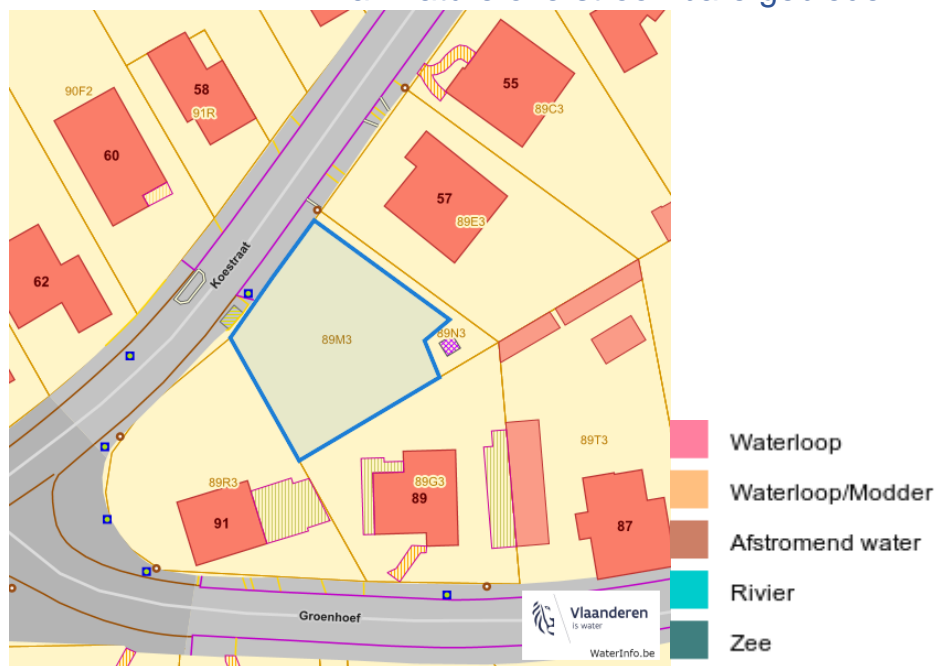 55
89C3
58
91R
90F2
60
57
89E3
Koestraat
62
89M3
89N3
89T3
89R3
91
89G3
89
87
Groenhof
Vlaanderen
is water
WaterInfo.be
Waterloop
Waterloop/Modder
Afstromend water
Rivier
Zee